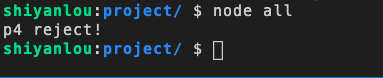 shiyanlou:project/ $ node all
p4 reject!
shiyanlou:project/ $